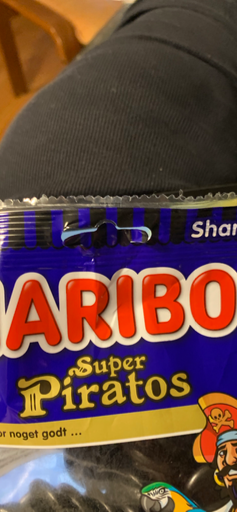 Shar
ARIBO
Super
Piratos
or noget godt ...